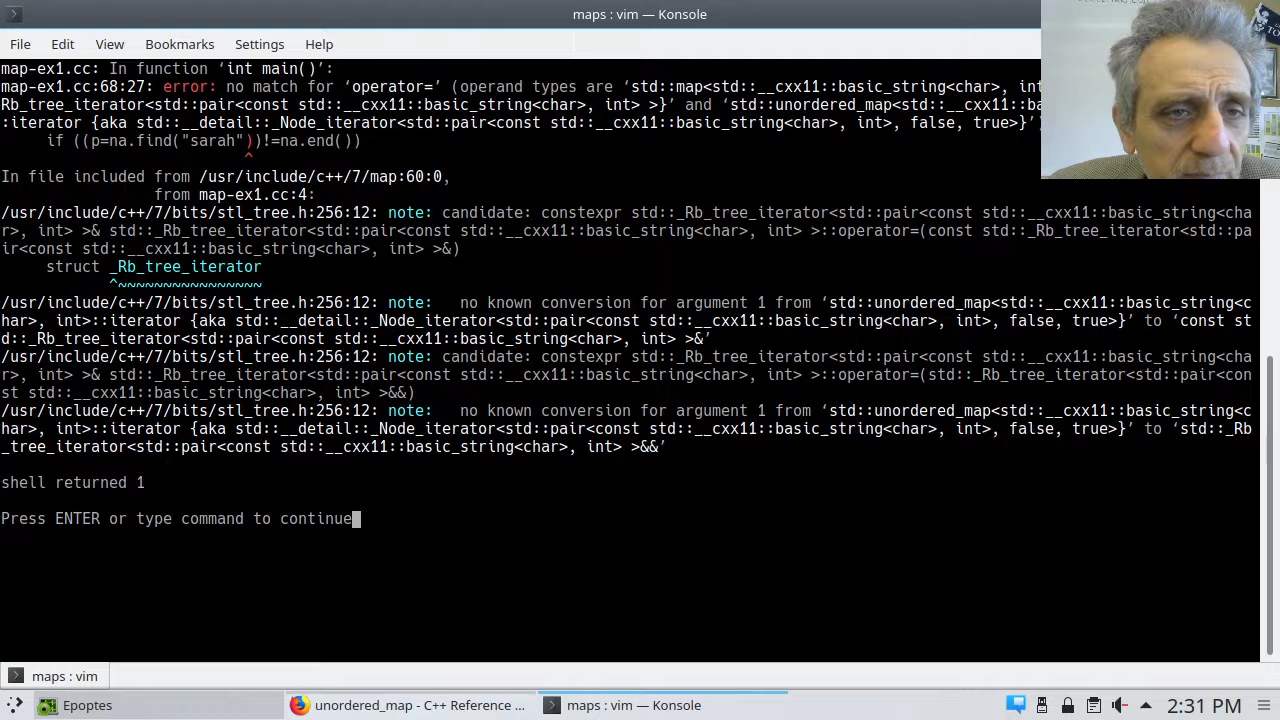 maps : vim — Konsole
File Edit View Bookmarks Settings Help
map-ex1.cc: In function ‘int main()’:
map-ex1.cc:68:27: error: no match for ‘operator=’ (operand types are ‘std::map<std::__cxx11::basic_string<char>, int
Rb_tree_iterator<std::pair<const std::__cxx11::basic_string<char>, int> >}’ and ‘std::unordered_map<std::__cxx11::b
:iterator {aka std::__detail::_Node_iterator<std::pair<const std::__cxx11::basic_string<char>, int>, false, true>}’)
if ((p=na.find("sarah"))!=na.end())
^
In file included from /usr/include/c++/7/map:60:0,
from map-ex1.cc:4:
/usr/include/c++/7/bits/stl_tree.h:256:12: note: candidate: constexpr std::_Rb_tree_iterator<std::pair<const std::__cxx11::basic_string<cha
r>, int> >& std::_Rb_tree_iterator<std::pair<const std::__cxx11::basic_string<char>, int> >::operator=(const std::_Rb_tree_iterator<std::pa
ir<const std::__cxx11::basic_string<char>, int> >&)
struct _Rb_tree_iterator
^~~~~~~~~~~~~~~~~
/usr/include/c++/7/bits/stl_tree.h:256:12: note:   no known conversion for argument 1 from ‘std::unordered_map<std::__cxx11::basic_string<c
har>, int>::iterator {aka std::__detail::_Node_iterator<std::pair<const std::__cxx11::basic_string<char>, int>, false, true>}’ to ‘const st
d::_Rb_tree_iterator<std::pair<const std::__cxx11::basic_string<char>, int> >&’
/usr/include/c++/7/bits/stl_tree.h:256:12: note: candidate: constexpr std::_Rb_tree_iterator<std::pair<const std::__cxx11::basic_string<cha
r>, int> >& std::_Rb_tree_iterator<std::pair<const std::__cxx11::basic_string<char>, int> >::operator=(std::_Rb_tree_iterator<std::pair<con
st std::__cxx11::basic_string<char>, int> >&&)
/usr/include/c++/7/bits/stl_tree.h:256:12: note:   no known conversion for argument 1 from ‘std::unordered_map<std::__cxx11::basic_string<c
har>, int>::iterator {aka std::__detail::_Node_iterator<std::pair<const std::__cxx11::basic_string<char>, int>, false, true>}’ to ‘std::_Rb
_tree_iterator<std::pair<const std::__cxx11::basic_string<char>, int> >&&’
shell returned 1
Press ENTER or type command to continue
maps : vim
Epoptes unordered_map - C++ Reference ... maps : vim — Konsole 2:31 PM